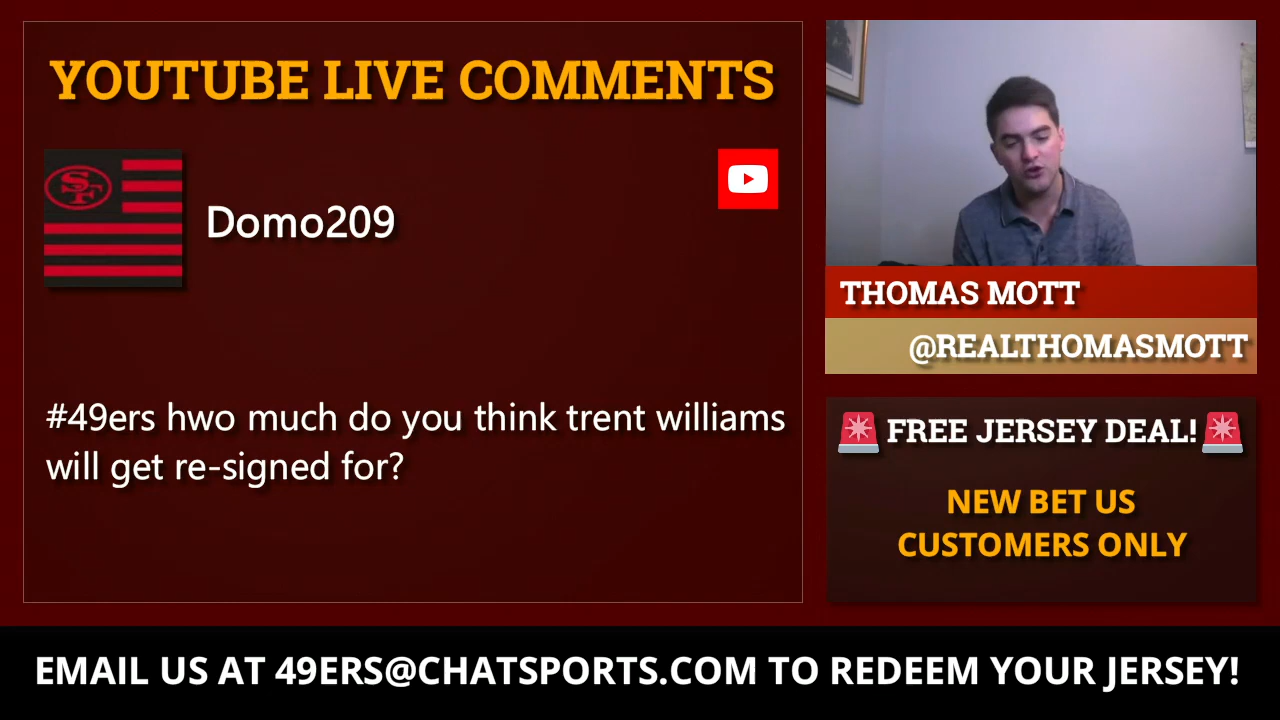 YOUTUBE LIVE COMMENTS
SF
Domo209
#49ers hwo much do you think trent williams
will get re-signed for?
THOMAS MOTT
@REALTHOMASMOTT
FREE JERSEY DEAL!
NEW BET US
CUSTOMERS ONLY
EMAIL US AT 49ERS@CHATSPORTS.COM TO REDEEM YOUR JERSEY!